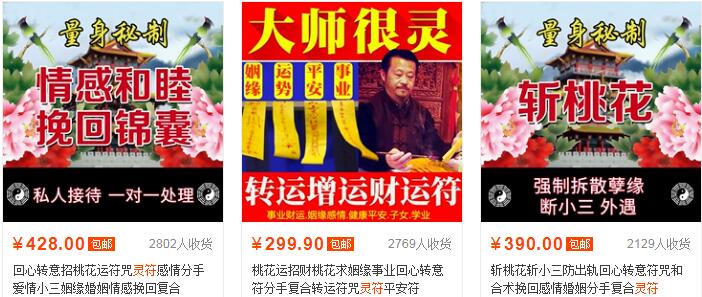 量身秘制
情感和睦
挽回锦囊
私人接待 一对一处理
￥428.00 包邮 2802人收货
回心转意招桃花运符咒灵符感情分手
爱情小三姻缘婚姻情感挽回复合
大师很灵
姻缘 运势 平安 事业
转运增运财运符
事业财运.姻缘感情.健康平安.子女.学业
￥299.90 包邮 2769人收货
桃花运招财桃花求姻缘事业回心转意
符分手复合转运符咒灵符平安符
量身秘制
斩桃花
强制拆散孽缘
断小三 外遇
￥390.00 包邮 2129人收货
斩桃花斩小三防出轨回心转意符咒和
合术挽回感情婚姻分手复合灵符